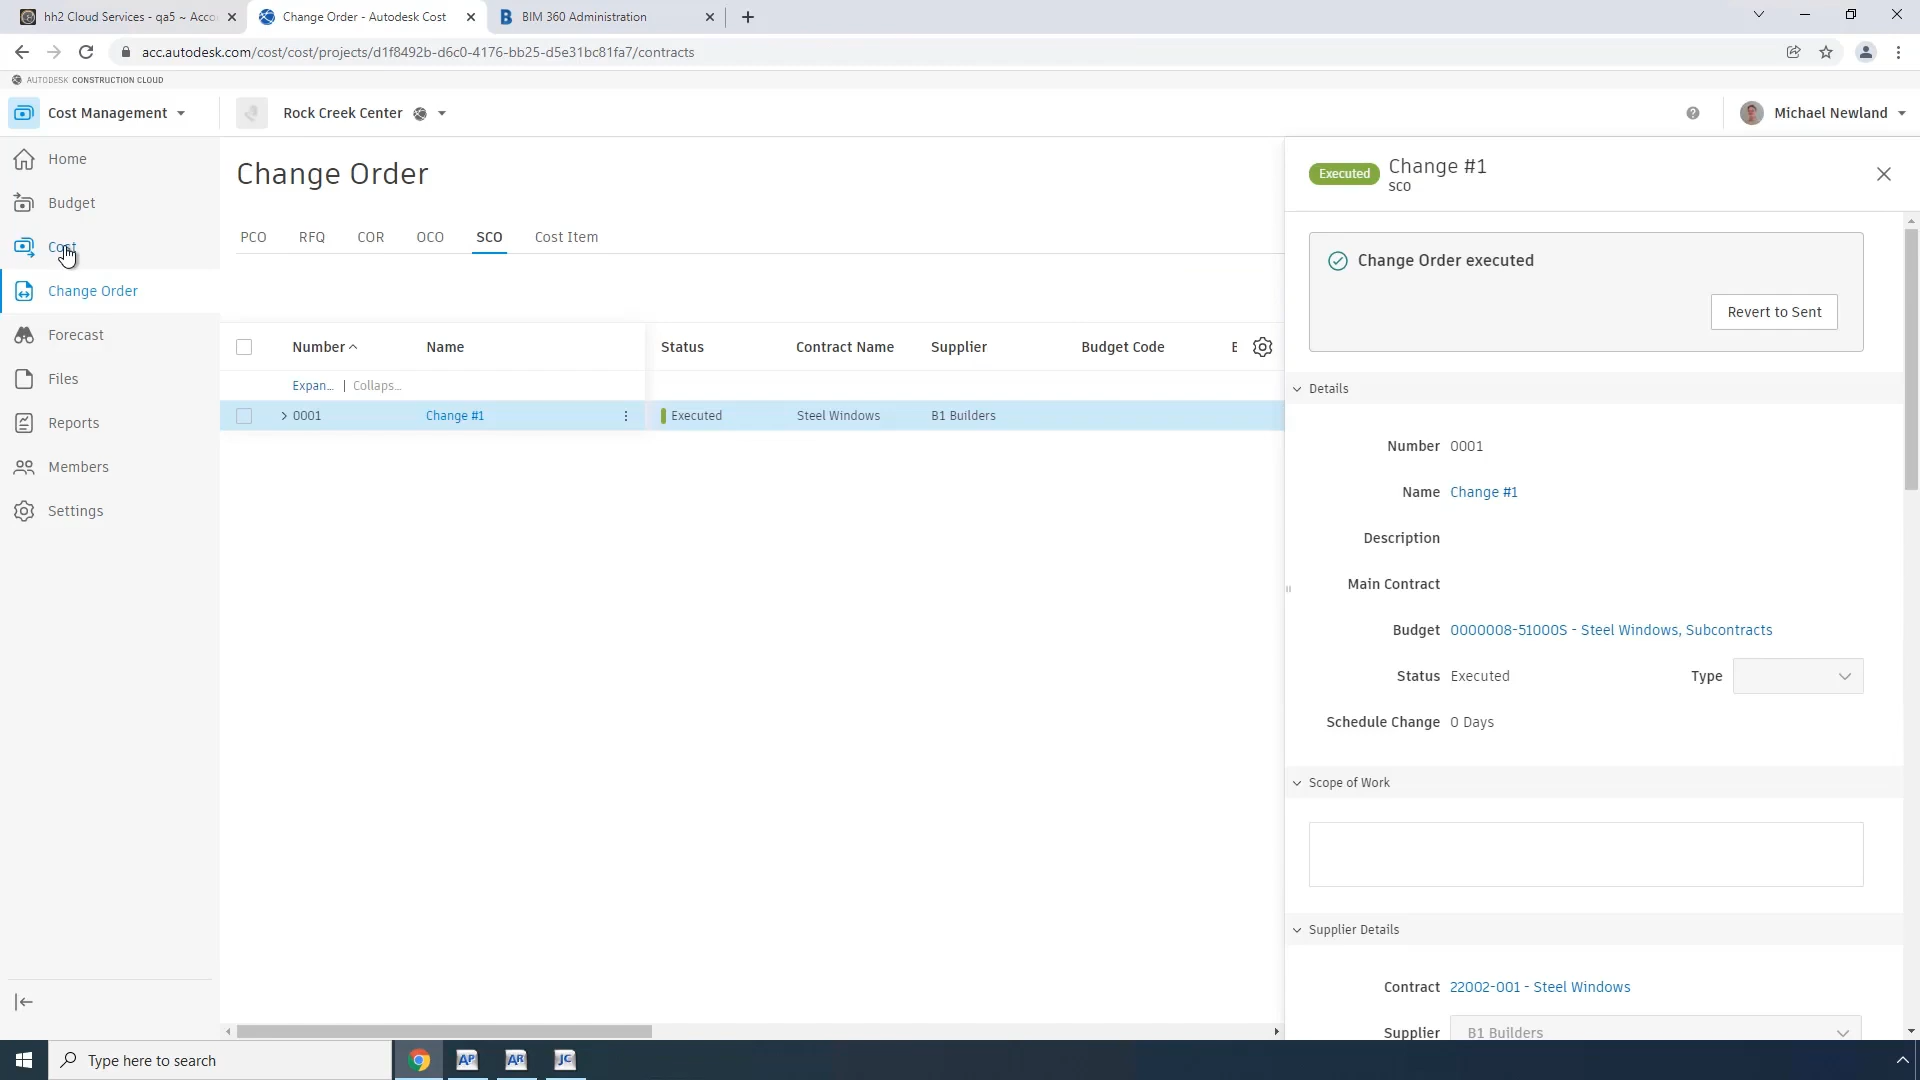 hh2 Cloud Services - qa5 ~ Acco
Change Order - Autodesk Cost
BIM 360 Administration
acc.autodesk.com/cost/cost/projects/d1f8492b-d6c0-4176-bb25-d5e31bc81fa7/contracts
AUTODESK CONSTRUCTION CLOUD
Cost Management
Rock Creek Center
Michael Newland
Home
Budget
Cost
Change Order
Forecast
Files
Reports
Members
Settings
Change Order
PCO RFQ COR OCO SCO Cost Item
Number Name Status Contract Name Supplier Budget Code
Expan... | Collaps...
0001 Change #1 Executed Steel Windows B1 Builders
Executed Change #1
SCO
Change Order executed
Revert to Sent
Details
Number 0001
Name Change #1
Description
Main Contract
Budget 0000008-51000S - Steel Windows, Subcontracts
Status Executed Type
Schedule Change 0 Days
Scope of Work
Supplier Details
Contract 22002-001 - Steel Windows
Supplier B1 Builders
Type here to search
AP AR JC